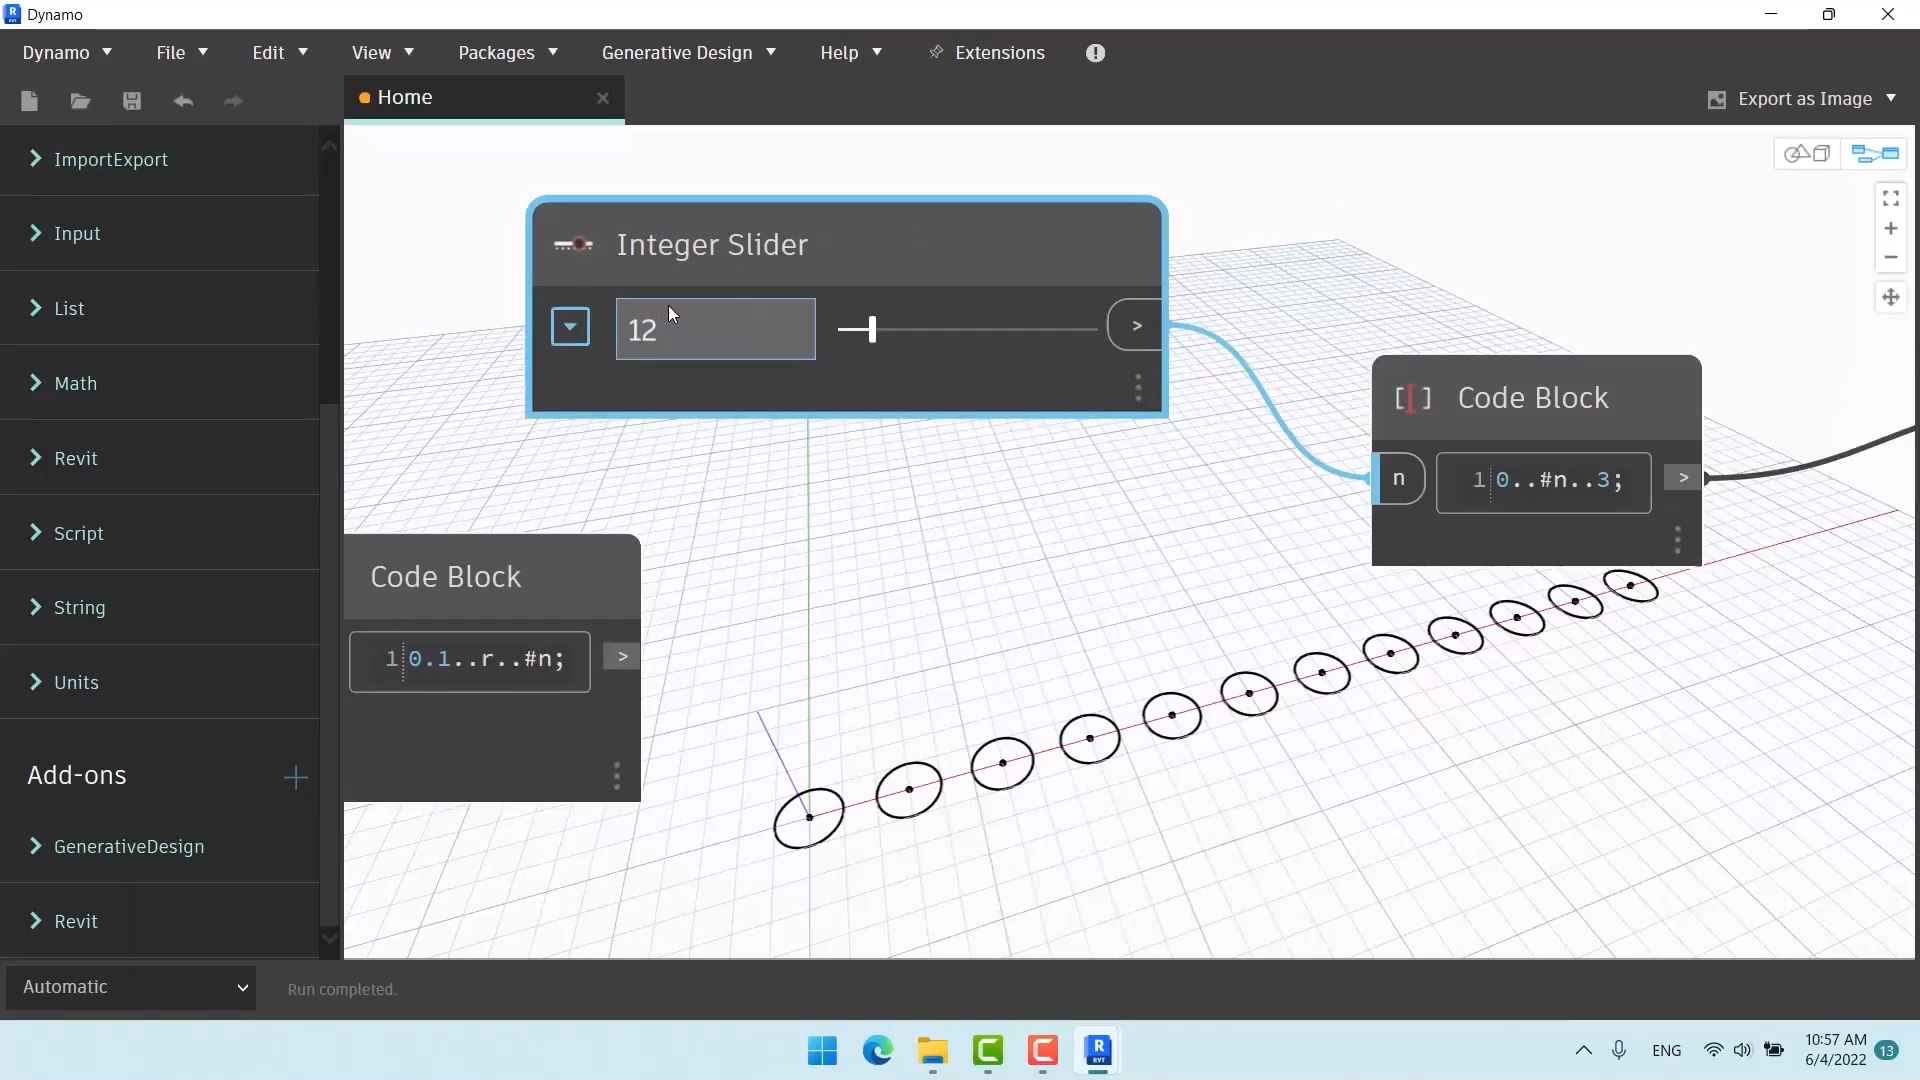 Dynamo
Dynamo File Edit View Packages Generative Design Help Extensions
Home
Export as Image
ImportExport
Input
List
Math
Revit
Script
String
Units
Add-ons
GenerativeDesign
Revit
Integer Slider
12
>
Code Block
n
1 0..#n..3;
>
Code Block
1 0.1..r..#n;
>
Automatic
Run completed.
ENG
10:57 AM
6/4/2022
13